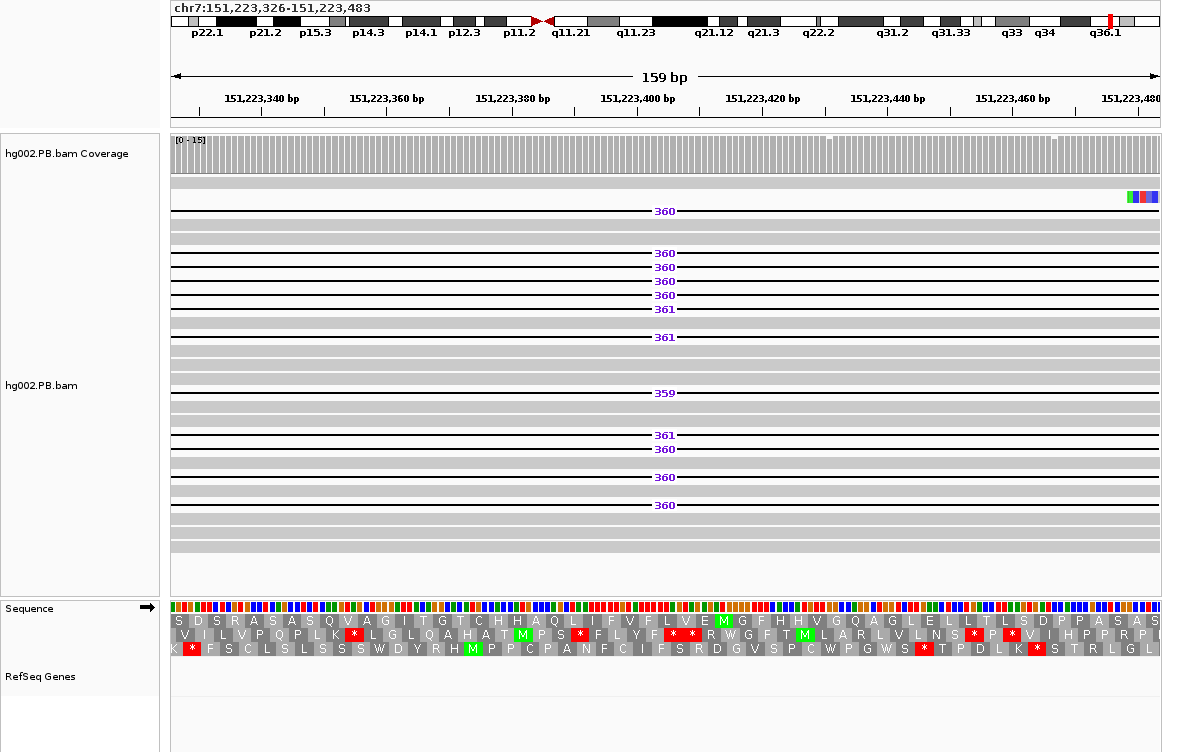 chr7:151,223,326-151,223,483
p22.1 p21.2 p15.3 p14.3 p14.1 p12.3 p11.2 q11.21 q11.23 q21.12 q21.3 q22.2 q31.2 q31.33 q33 q34 q36.1
159 bp
151,223,340 bp 151,223,360 bp 151,223,380 bp 151,223,400 bp 151,223,420 bp 151,223,440 bp 151,223,460 bp 151,223,480
[0 - 15]
hg002.PB.bam Coverage
360
360
360
360
360
361
361
hg002.PB.bam
359
361
360
360
360
Sequence
S D S R A S A S Q V A G I T G T C H H A Q L I F V F L V E M G F H H V G Q A G L E L L T L S D P P A S A S
V I L V P Q P L K * L G L Q A H A T M P S * F L Y F * * R W G F T M L A R L V L N S * P * V I H P P R P
K * F S C L S L S S S W D Y R H M P P C P A N F C I F S R D G V S P C W P G W S * T P D L K * S T R L G L
RefSeq Genes